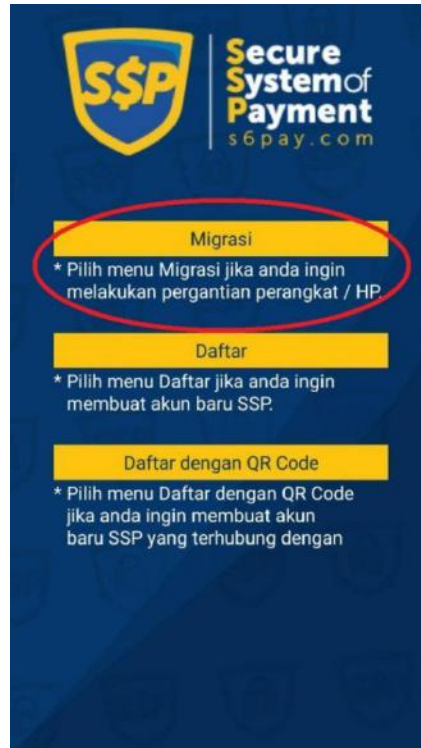 S$P
Secure
System of
Payment
s6pay.com
Migrasi
* Pilih menu Migrasi jika anda ingin
melakukan pergantian perangkat / HP.
Daftar
* Pilih menu Daftar jika anda ingin
membuat akun baru SSP.
Daftar dengan QR Code
* Pilih menu Daftar dengan QR Code
jika anda ingin membuat akun
baru SSP yang terhubung dengan